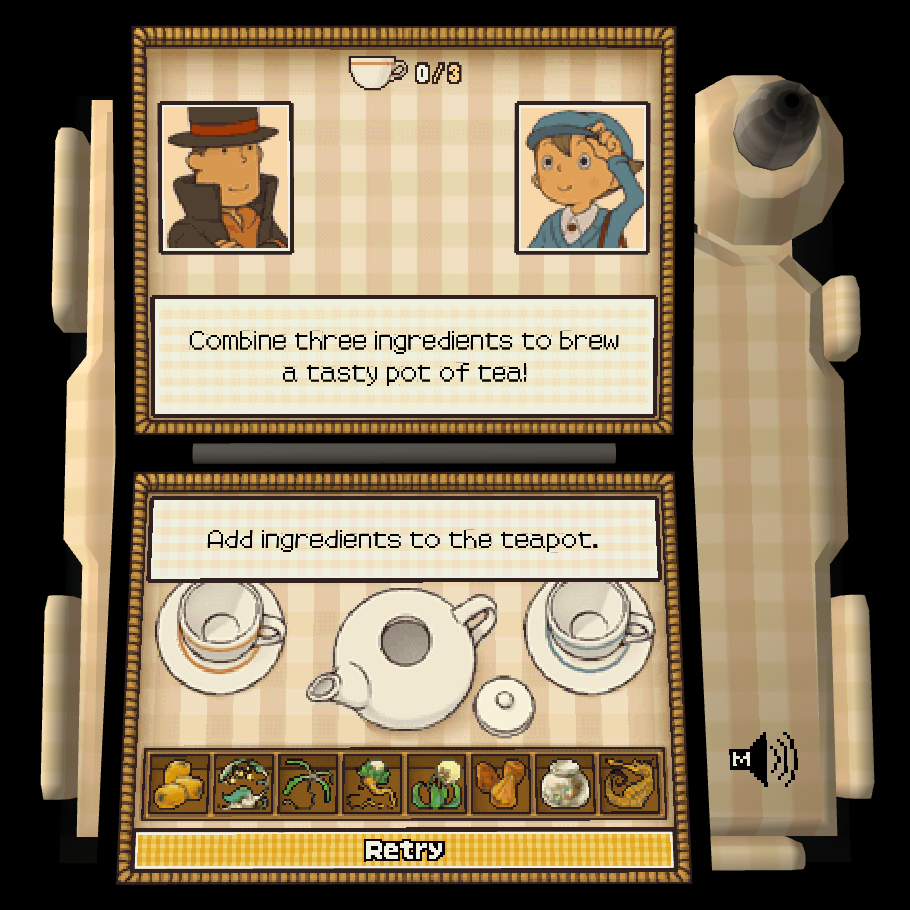 0/3
Combine three ingredients to brew
a tasty pot of tea!
Add ingredients to the teapot.
M
Retry